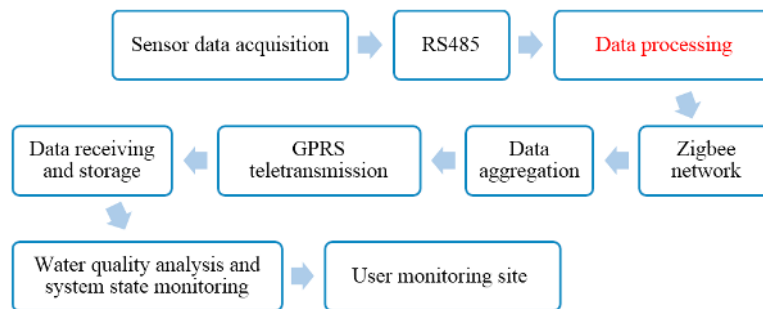 Sensor data acquisition
RS485
Data processing
Zigbee
network
Data
aggregation
GPRS
teletransmission
Data receiving
and storage
Water quality analysis and
system state monitoring
User monitoring site